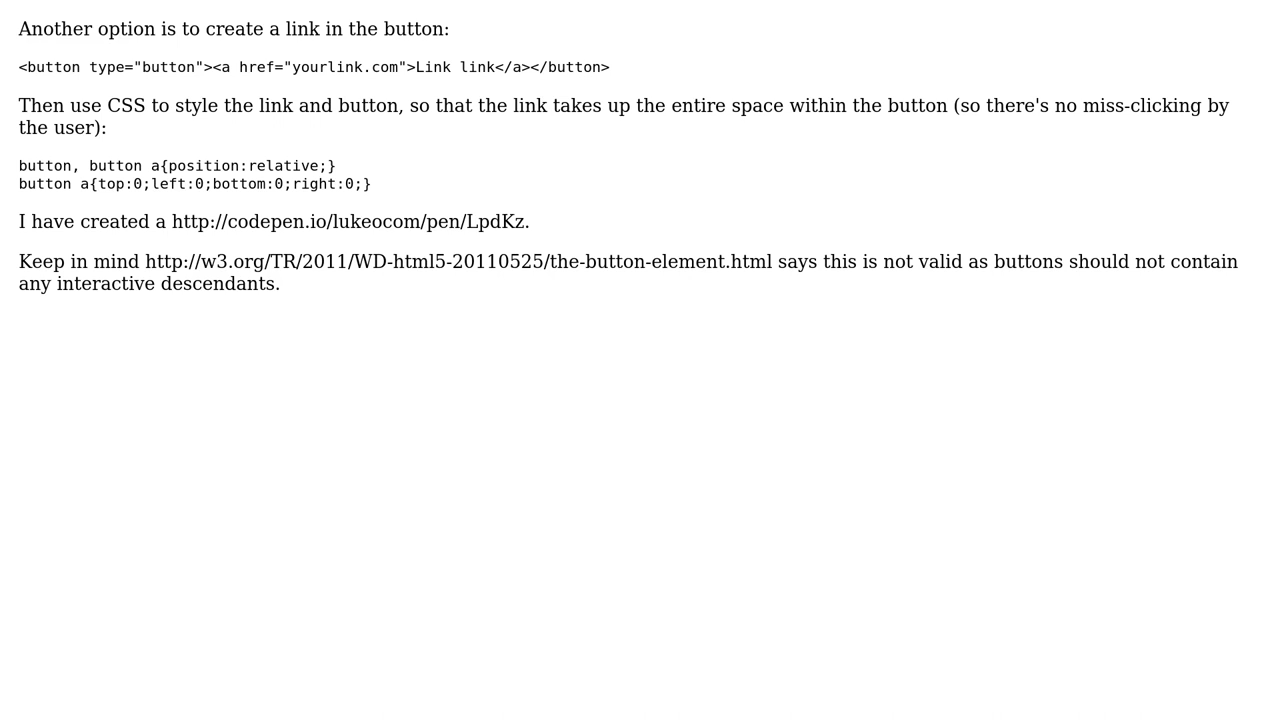 Another option is to create a link in the button:
<button type="button"><a href="yourlink.com">Link link</a></button>
Then use CSS to style the link and button, so that the link takes up the entire space within the button (so there's no miss-clicking by
the user):
button, button a{position:relative;}
button a{top:0;left:0;bottom:0;right:0;}
I have created a http://codepen.io/lukeocom/pen/LpdKz.
Keep in mind http://w3.org/TR/2011/WD-html5-20110525/the-button-element.html says this is not valid as buttons should not contain
any interactive descendants.